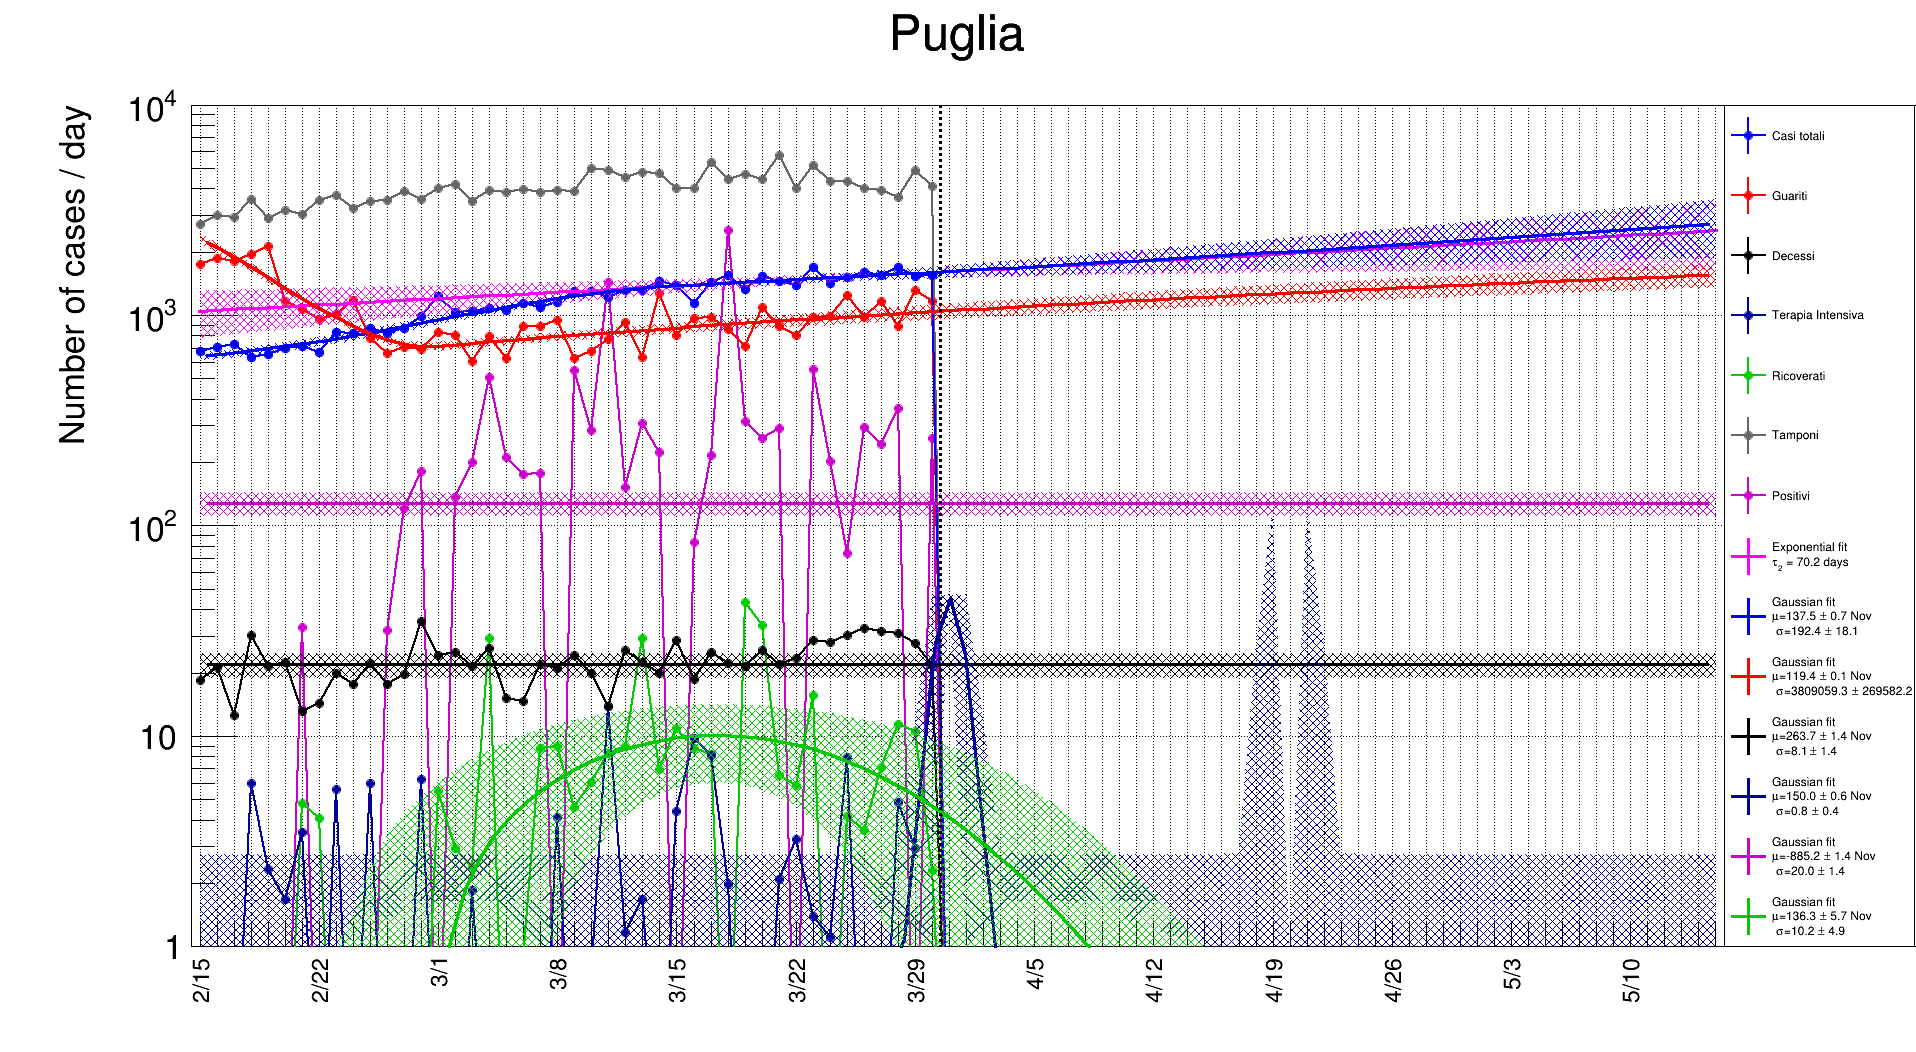 Puglia
Number of cases / day
10⁴
10³
10²
10
1
2/15
2/22
3/1
3/8
3/15
3/22
3/29
4/5
4/12
4/19
4/26
5/3
5/10
Casi totali
Guariti
Decessi
Terapia Intensiva
Ricoverati
Tamponi
Positivi
Exponential fit
τ₂ = 70.2 days
Gaussian fit
μ=137.5 ± 0.7 Nov
σ=192.4 ± 18.1
Gaussian fit
μ=119.4 ± 0.1 Nov
σ=3809059.3 ± 269582.2
Gaussian fit
μ=263.7 ± 1.4 Nov
σ=8.1 ± 1.4
Gaussian fit
μ=150.0 ± 0.6 Nov
σ=0.8 ± 0.4
Gaussian fit
μ=-885.2 ± 1.4 Nov
σ=20.0 ± 1.4
Gaussian fit
μ=136.3 ± 5.7 Nov
σ=10.2 ± 4.9